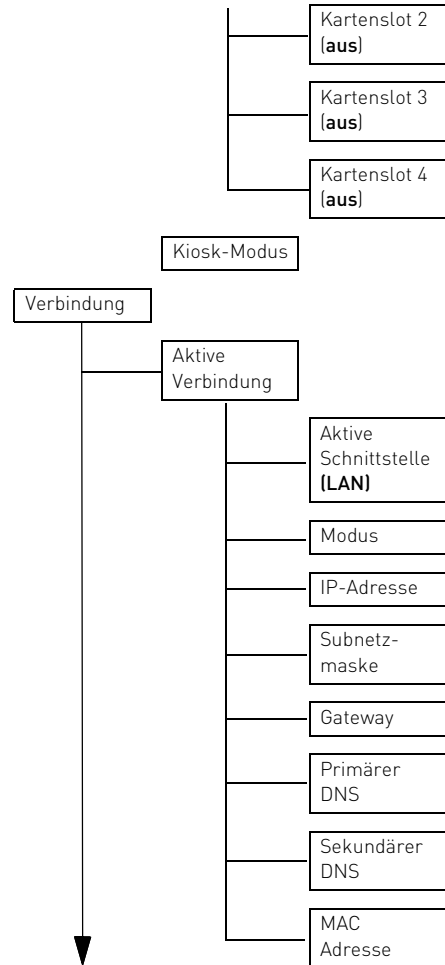 Kartenslot 2
(aus)
Kartenslot 3
(aus)
Kartenslot 4
(aus)
Kiosk-Modus
Verbindung
Aktive
Verbindung
Aktive
Schnittstelle
(LAN)
Modus
IP-Adresse
Subnetz-
maske
Gateway
Primärer
DNS
Sekundärer
DNS
MAC
Adresse